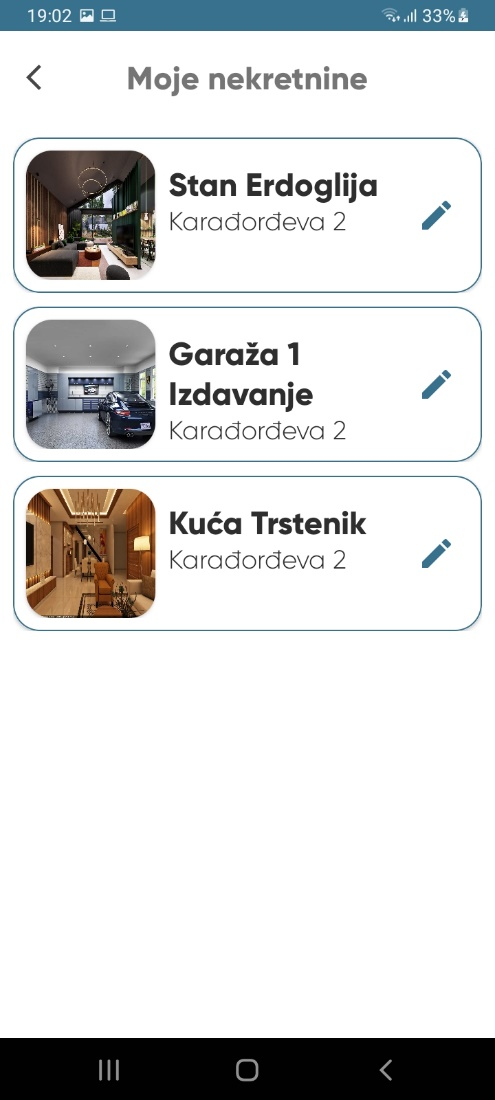 19:02 33%
Moje nekretnine
Stan Erdoglija
Karađorđeva 2
Garaža 1
Izdavanje
Karađorđeva 2
Kuća Trstenik
Karađorđeva 2